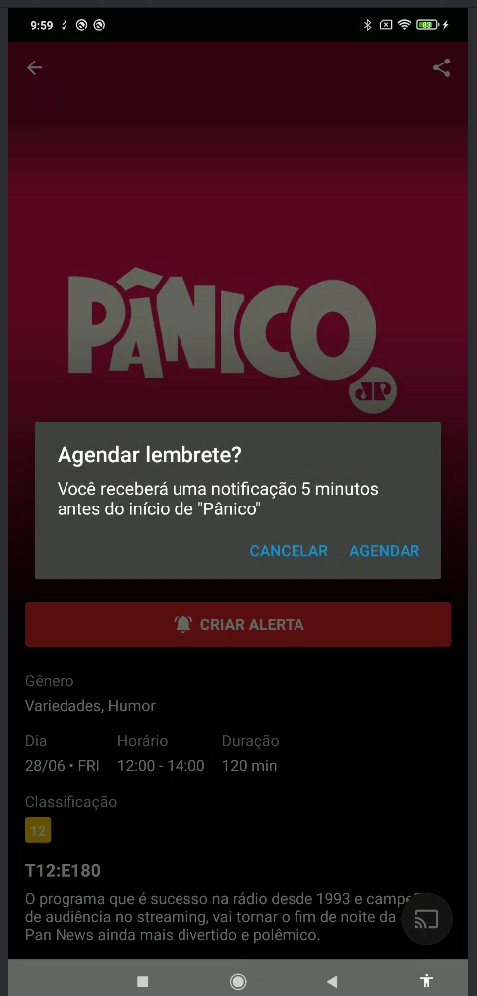 9:59
83
PÂNICO
JP
Agendar lembrete?
Você receberá uma notificação 5 minutos
antes do início de "Pânico"
CANCELAR AGENDAR
CRIAR ALERTA
Gênero
Variedades, Humor
Dia Horário Duração
28/06 • FRI 12:00 - 14:00 120 min
Classificação
12
T12:E180
O programa que é sucesso na rádio desde 1993 e campe
de audiência no streaming, vai tornar o fim de noite da
Pan News ainda mais divertido e polêmico.